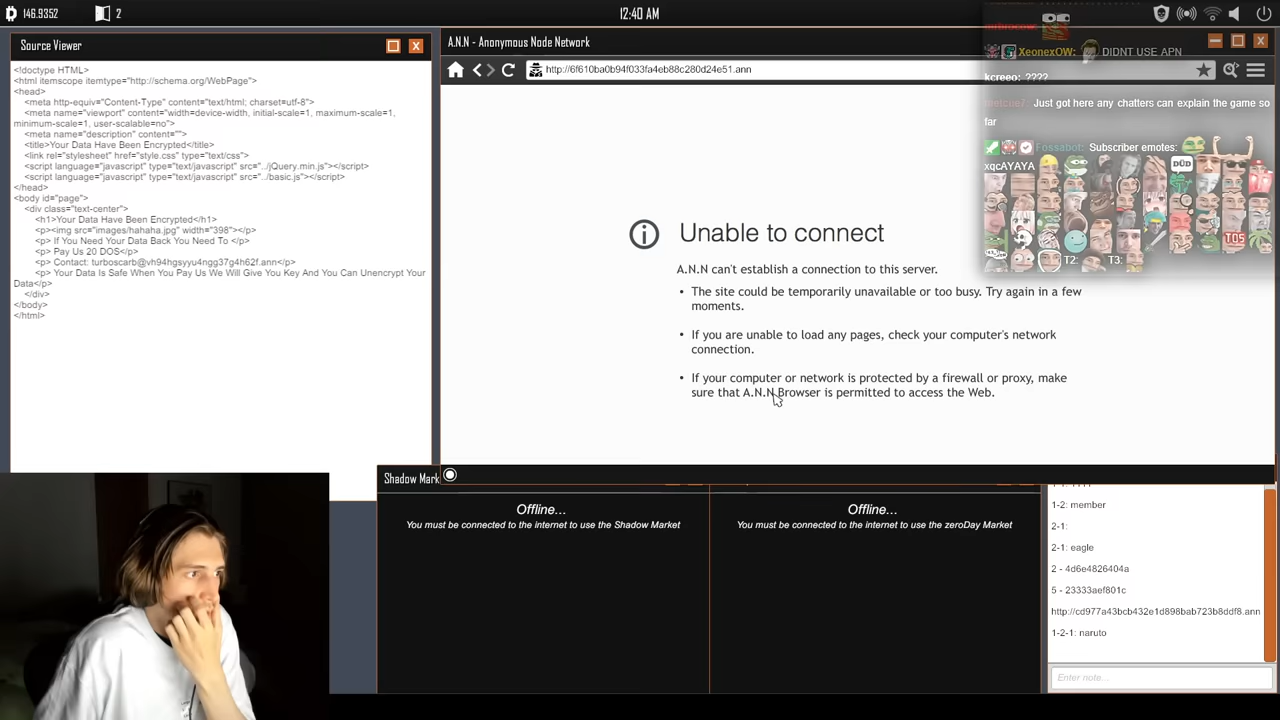 146.9352
2
12:40 AM
Source Viewer
<!doctype HTML>
<html itemscope itemtype="http://schema.org/WebPage">
<head>
<meta http-equiv="Content-Type" content="text/html; charset=utf-8">
<meta name="viewport" content="width=device-width, initial-scale=1, maximum-scale=1,
minimum-scale=1, user-scalable=no">
<meta name="description" content="">
<title>Your Data Have Been Encrypted</title>
<link rel="stylesheet" href="style.css" type="text/css">
<script language="javascript" type="text/javascript" src="../jQuery.min.js"></script>
<script language="javascript" type="text/javascript" src="../basic.js"></script>
</head>
<body id="page">
<div class="text-center">
<h1>Your Data Have Been Encrypted</h1>
<p><img src="images/hahaha.jpg" width="398"></p>
<p> If You Need Your Data Back You Need To </p>
<p> Pay Us 20 DOS</p>
<p> Contact: turboscarb@vh94hgsyyu4ngg37g4h62f.ann</p>
<p> Your Data Is Safe When You Pay Us We Will Give You Key And You Can Unencrypt Your
Data</p>
</div>
</body>
</html>
A.N.N - Anonymous Node Network
http://6f610ba0b94f033fa4eb88c280d24e51.ann
Unable to connect
A.N.N can't establish a connection to this server.
• The site could be temporarily unavailable or too busy. Try again in a few
moments.
• If you are unable to load any pages, check your computer's network
connection.
• If your computer or network is protected by a firewall or proxy, make
sure that A.N.N Browser is permitted to access the Web.
XeonexOW: DIDNT USE APN
kcreeo: ????
Just got here any chatters can explain the game so
far
Fossabot: Subscriber emotes:
xqcAYAYA
DÜD
TOS
T2:
T3:
Shadow Mark
Offline...
You must be connected to the internet to use the Shadow Market
Offline...
You must be connected to the internet to use the zeroDay Market
1-2: member
2-1:
2-1: eagle
2 - 4d6e4826404a
5 - 23333aef801c
http://cd977a43bcb432e1d898bab723b8ddf8.ann
1-2-1: naruto
Enter note...